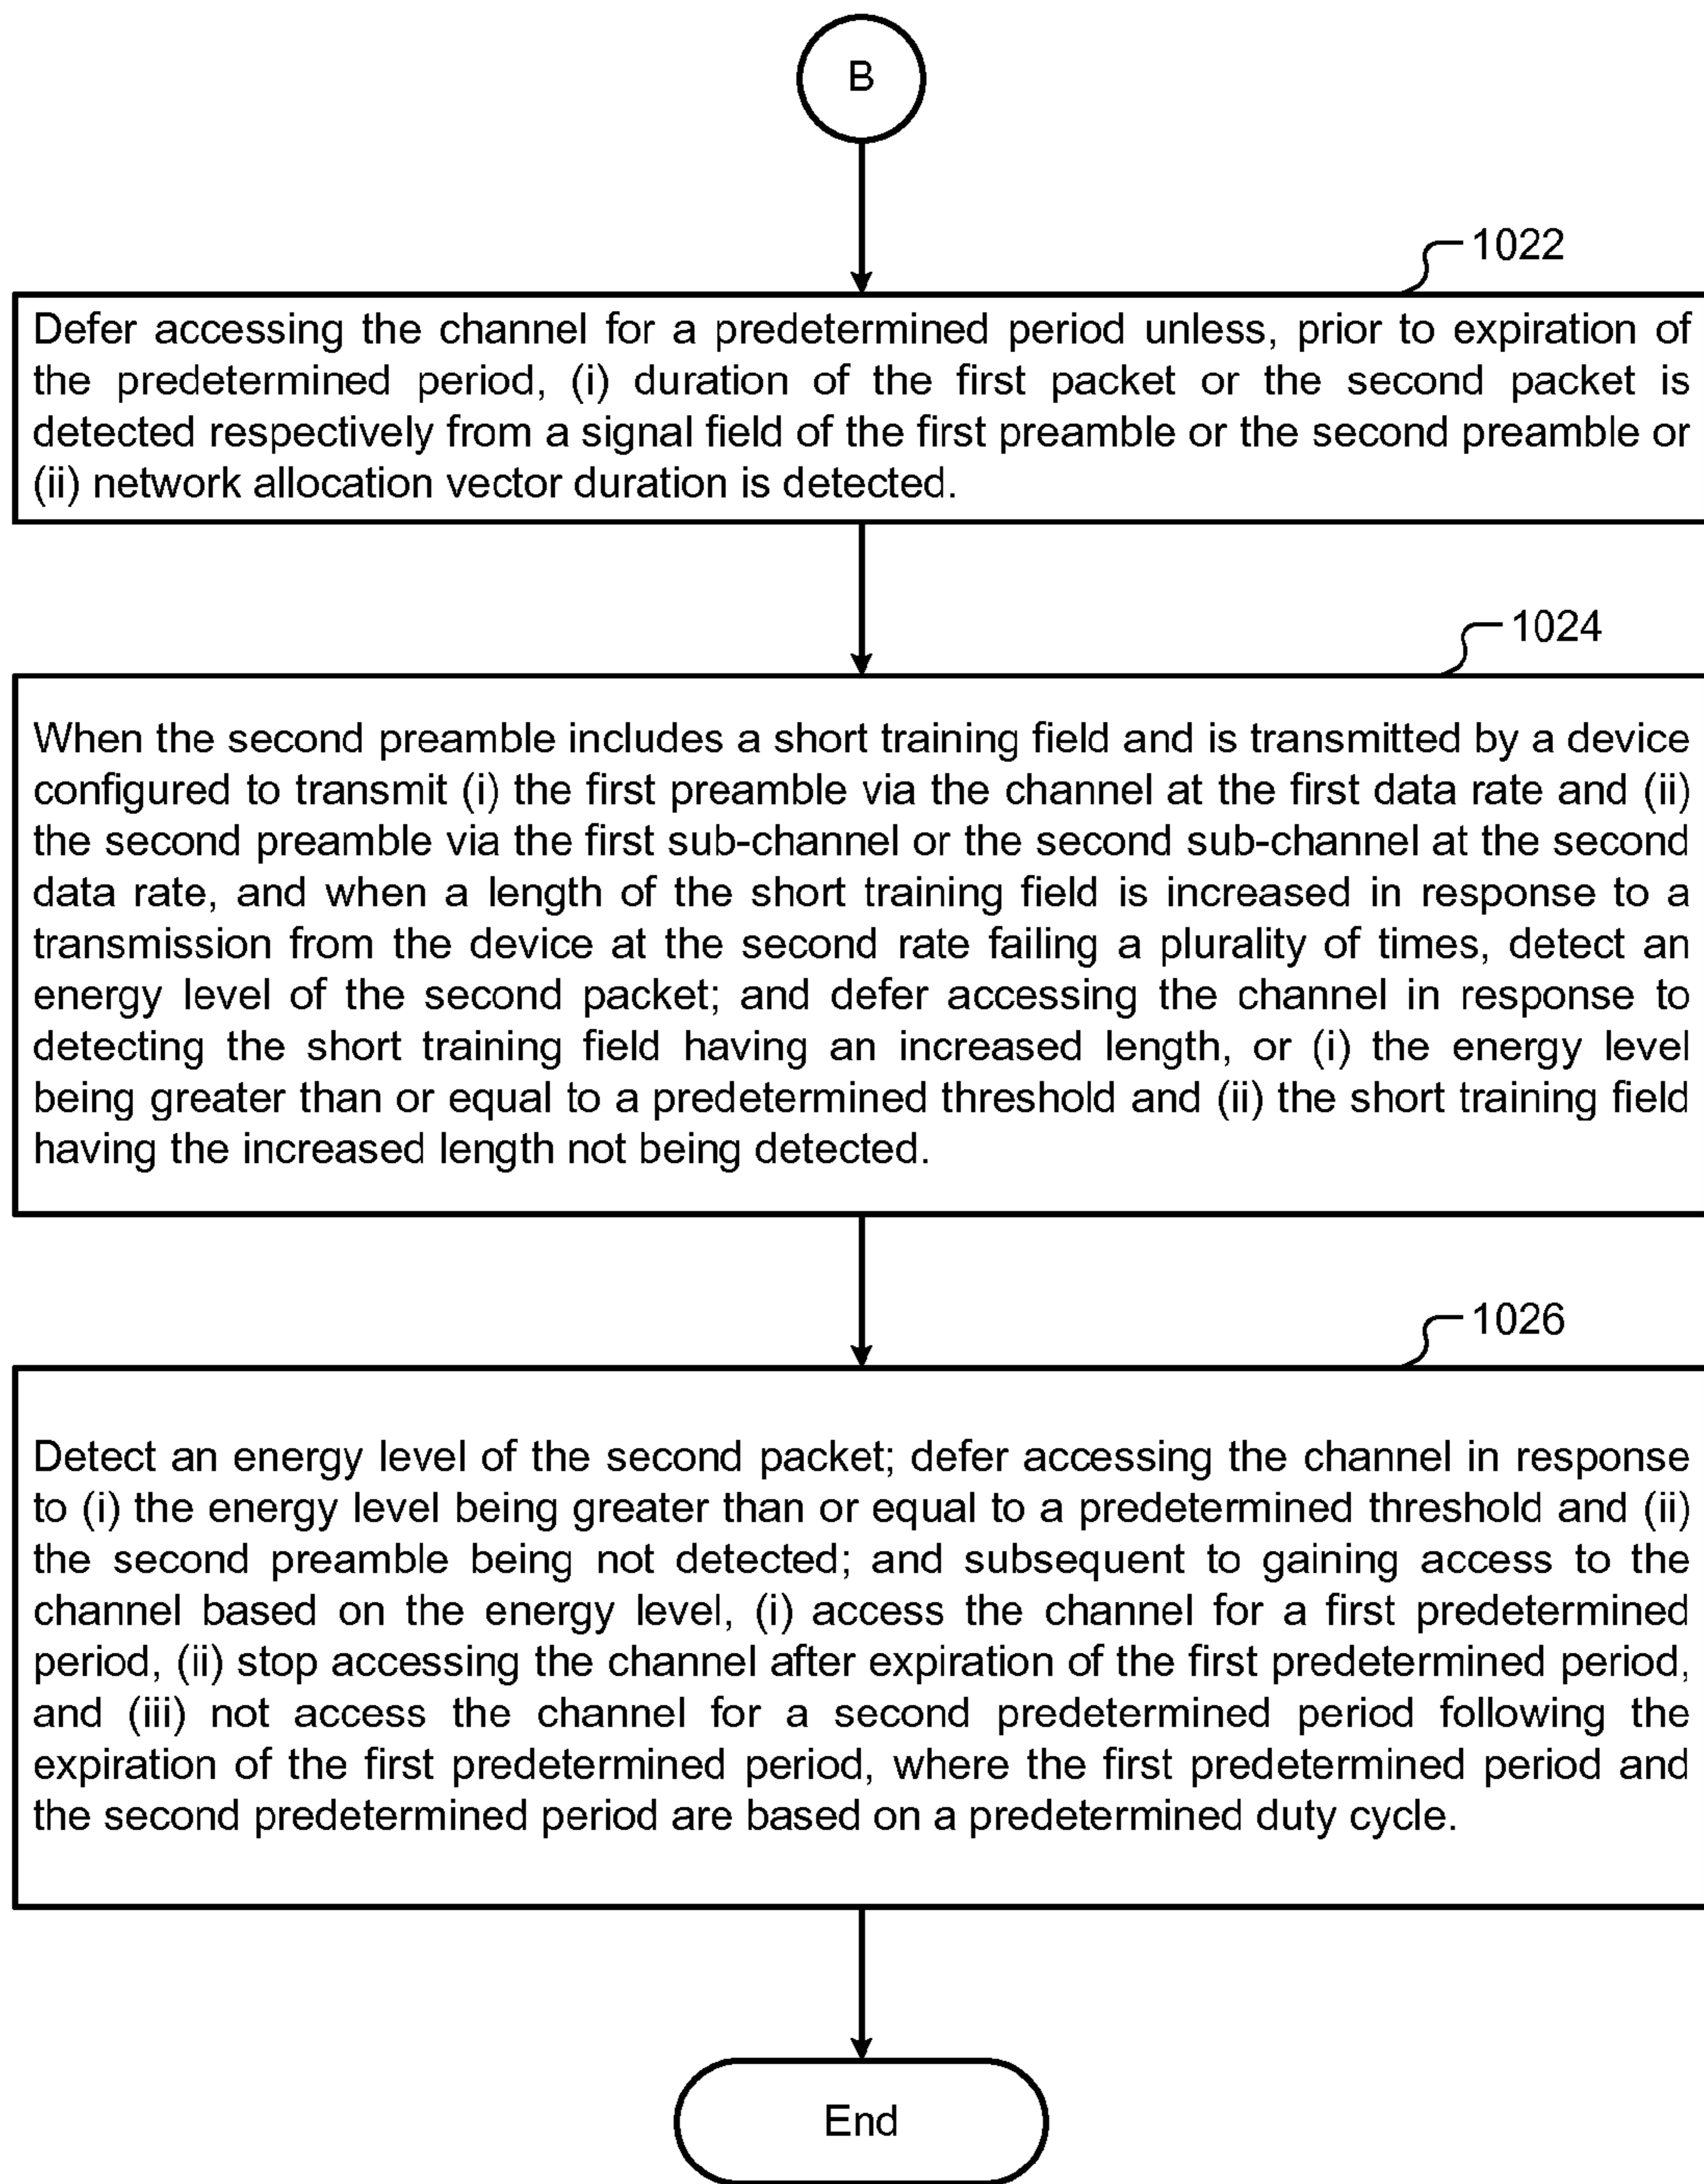 B
1022
Defer accessing the channel for a predetermined period unless, prior to expiration of
the predetermined period, (i) duration of the first packet or the second packet is
detected respectively from a signal field of the first preamble or the second preamble or
(ii) network allocation vector duration is detected.
1024
When the second preamble includes a short training field and is transmitted by a device
configured to transmit (i) the first preamble via the channel at the first data rate and (ii)
the second preamble via the first sub-channel or the second sub-channel at the second
data rate, and when a length of the short training field is increased in response to a
transmission from the device at the second rate failing a plurality of times, detect an
energy level of the second packet; and defer accessing the channel in response to
detecting the short training field having an increased length, or (i) the energy level
being greater than or equal to a predetermined threshold and (ii) the short training field
having the increased length not being detected.
1026
Detect an energy level of the second packet; defer accessing the channel in response
to (i) the energy level being greater than or equal to a predetermined threshold and (ii)
the second preamble being not detected; and subsequent to gaining access to the
channel based on the energy level, (i) access the channel for a first predetermined
period, (ii) stop accessing the channel after expiration of the first predetermined period,
and (iii) not access the channel for a second predetermined period following the
expiration of the first predetermined period, where the first predetermined period and
the second predetermined period are based on a predetermined duty cycle.
End